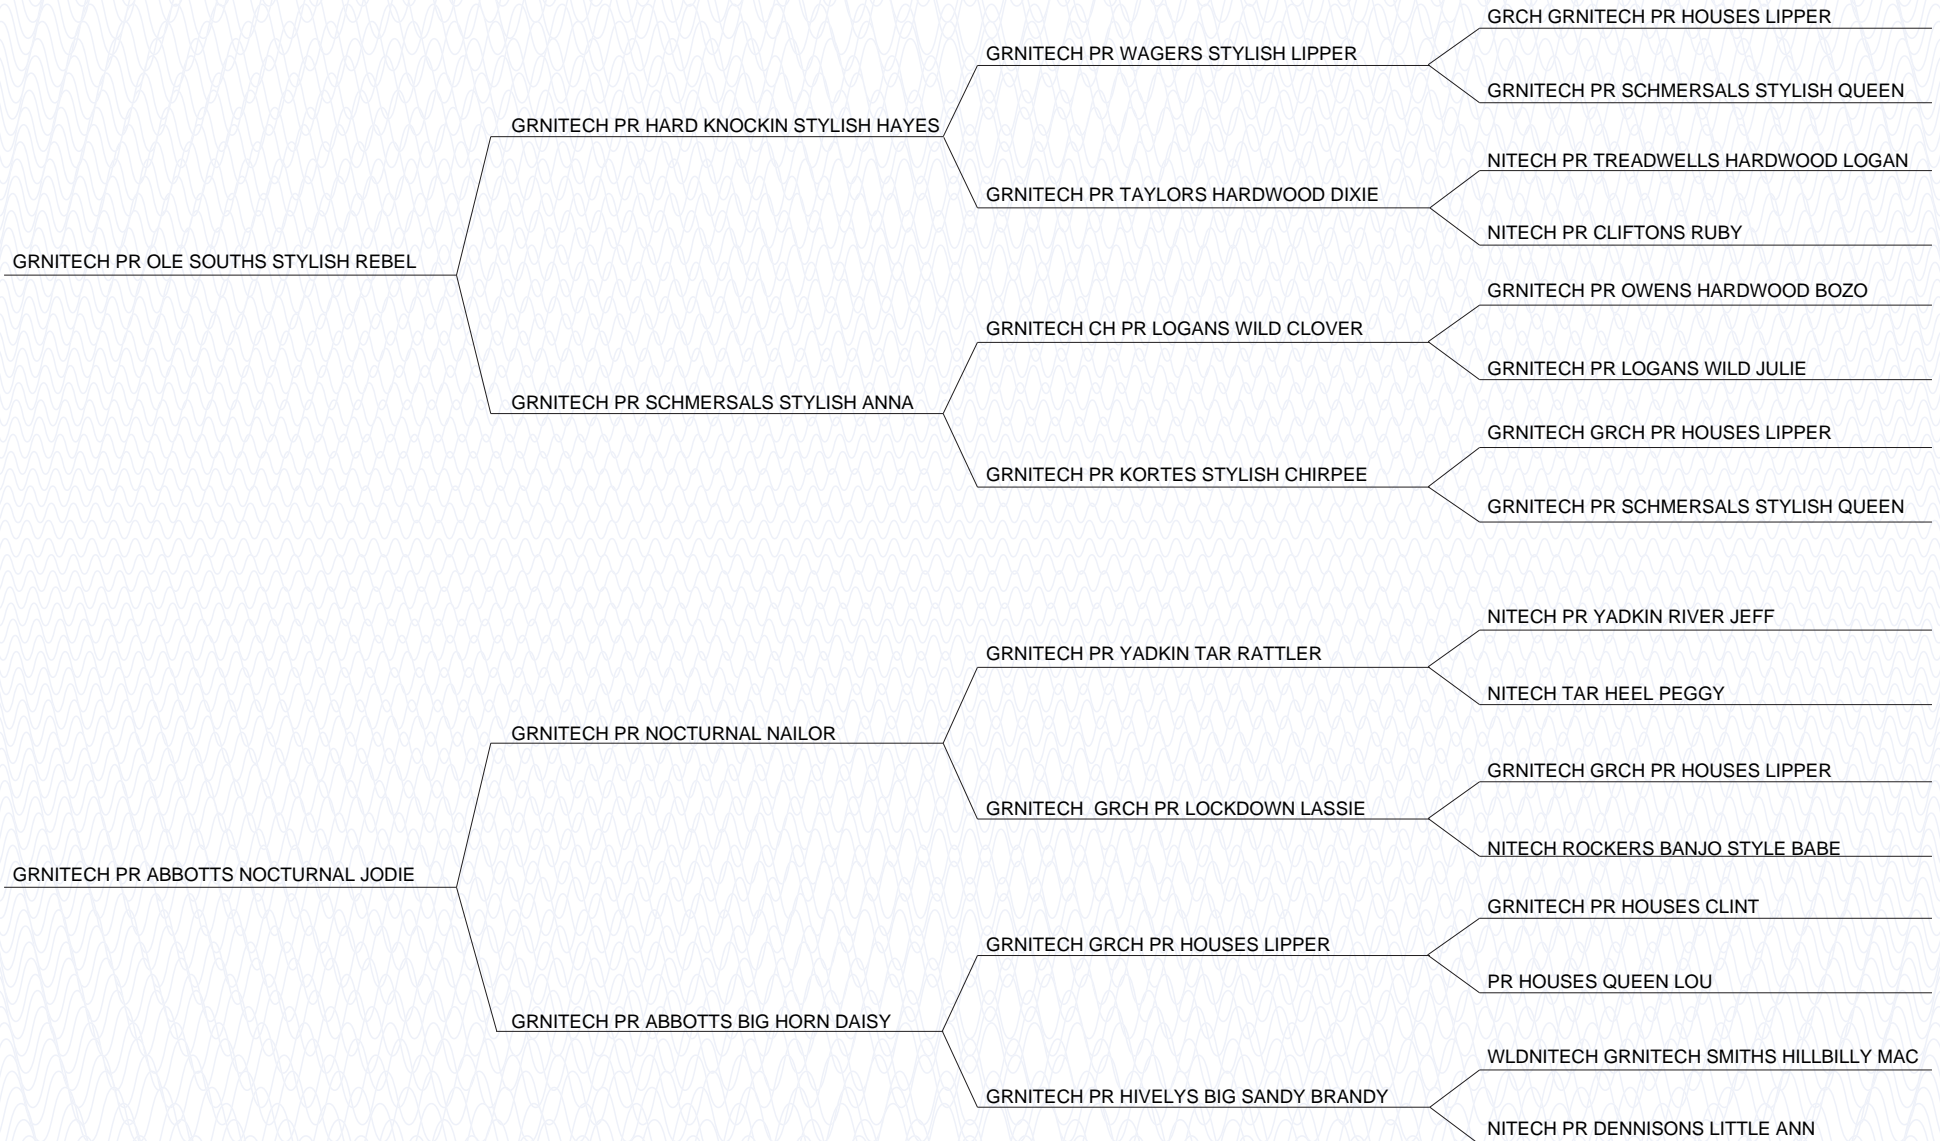 GRCH GRNITECH PR HOUSES LIPPER
GRNITECH PR WAGERS STYLISH LIPPER
GRNITECH PR SCHMERSALS STYLISH QUEEN
GRNITECH PR HARD KNOCKIN STYLISH HAYES
NITECH PR TREADWELLS HARDWOOD LOGAN
GRNITECH PR TAYLORS HARDWOOD DIXIE
NITECH PR CLIFTONS RUBY
GRNITECH PR OLE SOUTHS STYLISH REBEL
GRNITECH PR OWENS HARDWOOD BOZO
GRNITECH CH PR LOGANS WILD CLOVER
GRNITECH PR LOGANS WILD JULIE
GRNITECH PR SCHMERSALS STYLISH ANNA
GRNITECH GRCH PR HOUSES LIPPER
GRNITECH PR KORTES STYLISH CHIRPEE
GRNITECH PR SCHMERSALS STYLISH QUEEN
NITECH PR YADKIN RIVER JEFF
GRNITECH PR YADKIN TAR RATTLER
NITECH TAR HEEL PEGGY
GRNITECH PR NOCTURNAL NAILOR
GRNITECH GRCH PR HOUSES LIPPER
GRNITECH  GRCH PR LOCKDOWN LASSIE
NITECH ROCKERS BANJO STYLE BABE
GRNITECH PR ABBOTTS NOCTURNAL JODIE
GRNITECH PR HOUSES CLINT
GRNITECH GRCH PR HOUSES LIPPER
PR HOUSES QUEEN LOU
GRNITECH PR ABBOTTS BIG HORN DAISY
WLDNITECH GRNITECH SMITHS HILLBILLY MAC
GRNITECH PR HIVELYS BIG SANDY BRANDY
NITECH PR DENNISONS LITTLE ANN